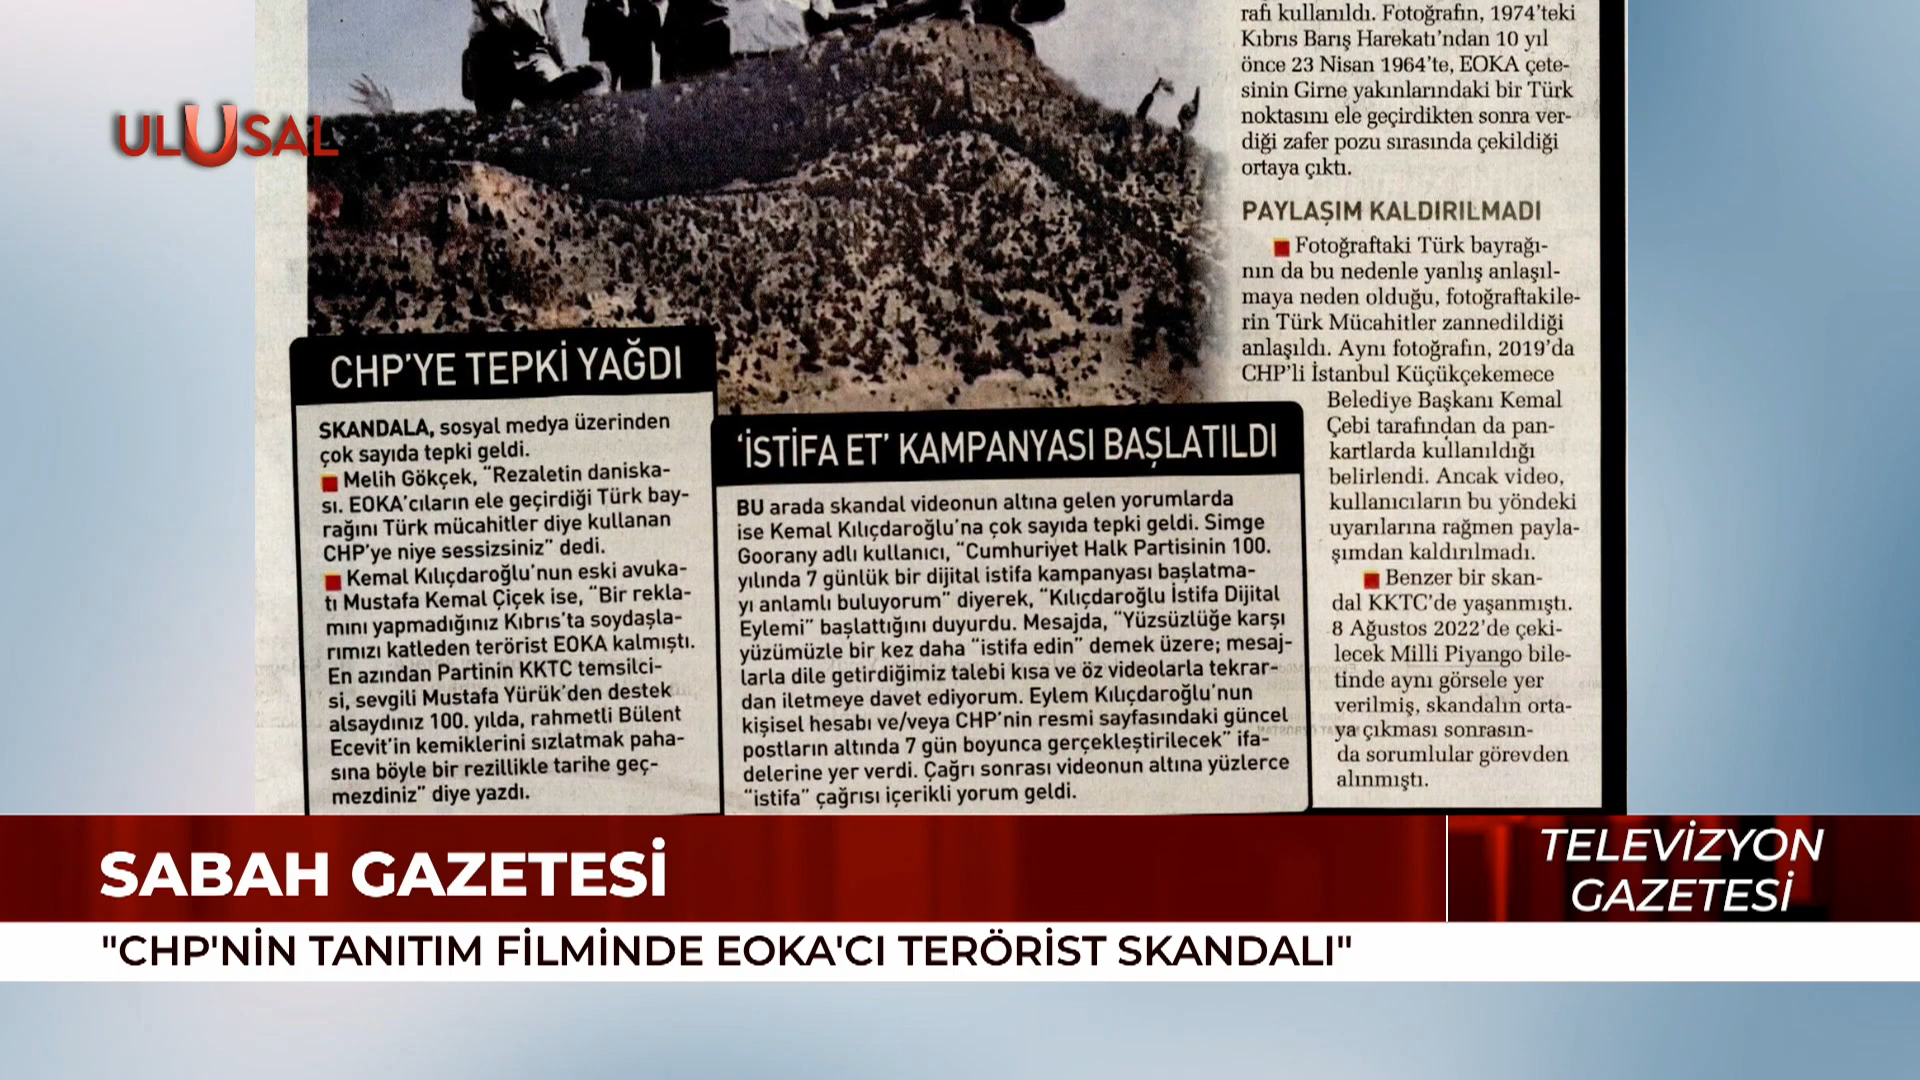 ULUSAL
rafı kullanıldı. Fotoğrafın, 1974’teki
Kıbrıs Barış Harekatı’ndan 10 yıl
önce 23 Nisan 1964’te, EOKA çete-
sinin Girne yakınlarındaki bir Türk
noktasını ele geçirdikten sonra ver-
diği zafer pozu sırasında çekildiği
ortaya çıktı.
PAYLAŞIM KALDIRILMADI
Fotoğraftaki Türk bayrağı-
nın da bu nedenle yanlış anlaşıl-
maya neden olduğu, fotoğraftakile-
rin Türk Mücahitler zannedildiği
anlaşıldı. Aynı fotoğrafın, 2019’da
CHP’li İstanbul Küçükçekemece
Belediye Başkanı Kemal
Çebi tarafından da pan-
kartlarda kullanıldığı
belirlendi. Ancak video,
kullanıcıların bu yöndeki
uyarılarına rağmen payla-
şımdan kaldırılmadı.
Benzer bir skan-
dal KKTC’de yaşanmıştı.
8 Ağustos 2022’de çeki-
lecek Milli Piyango bile-
tinde aynı görsele yer
verilmiş, skandalın orta-
ya çıkması sonrasın-
da sorumlular görevden
alınmıştı.
CHP’YE TEPKİ YAĞDI
SKANDALA, sosyal medya üzerinden
çok sayıda tepki geldi.
Melih Gökçek, “Rezaletin daniska-
sı. EOKA’cıların ele geçirdiği Türk bay-
rağını Türk mücahitler diye kullanan
CHP’ye niye sessizsiniz” dedi.
Kemal Kılıçdaroğlu’nun eski avuka-
tı Mustafa Kemal Çiçek ise, “Bir rekla-
mını yapmadığınız Kıbrıs’ta soydaşla-
rımızı katleden terörist EOKA kalmıştı.
En azından Partinin KKTC temsilci-
si, sevgili Mustafa Yürük’den destek
alsaydınız 100. yılda, rahmetli Bülent
Ecevit’in kemiklerini sızlatmak paha-
sına böyle bir rezillikle tarihe geç-
mezdiniz” diye yazdı.
‘İSTİFA ET’ KAMPANYASI BAŞLATILDI
BU arada skandal videonun altına gelen yorumlarda
ise Kemal Kılıçdaroğlu’na çok sayıda tepki geldi. Simge
Goorany adlı kullanıcı, “Cumhuriyet Halk Partisinin 100.
yılında 7 günlük bir dijital istifa kampanyası başlatma-
yı anlamlı buluyorum” diyerek, “Kılıçdaroğlu İstifa Dijital
Eylemi” başlattığını duyurdu. Mesajda, “Yüzsüzlüğe karşı
yüzümüzle bir kez daha “istifa edin” demek üzere; mesaj-
larla dile getirdiğimiz talebi kısa ve öz videolarla tekrar-
dan iletmeye davet ediyorum. Eylem Kılıçdaroğlu’nun
kişisel hesabı ve/veya CHP’nin resmi sayfasındaki güncel
postların altında 7 gün boyunca gerçekleştirilecek” ifa-
delerine yer verdi. Çağrı sonrası videonun altına yüzlerce
“istifa” çağrısı içerikli yorum geldi.
SABAH GAZETESİ
TELEVİZYON
GAZETESİ
"CHP'NİN TANITIM FİLMİNDE EOKA'CI TERÖRİST SKANDALI"